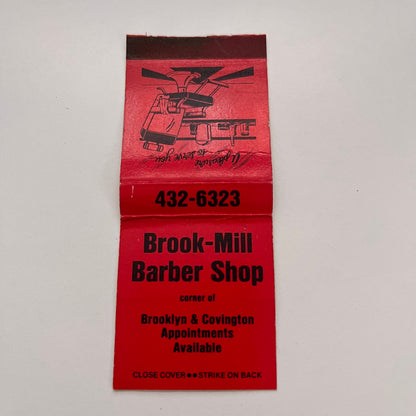 A pleasure
to serve you...
432-6323
Brook-Mill
Barber Shop
corner of
Brooklyn & Covington
Appointments
Available
CLOSE COVER●●STRIKE ON BACK